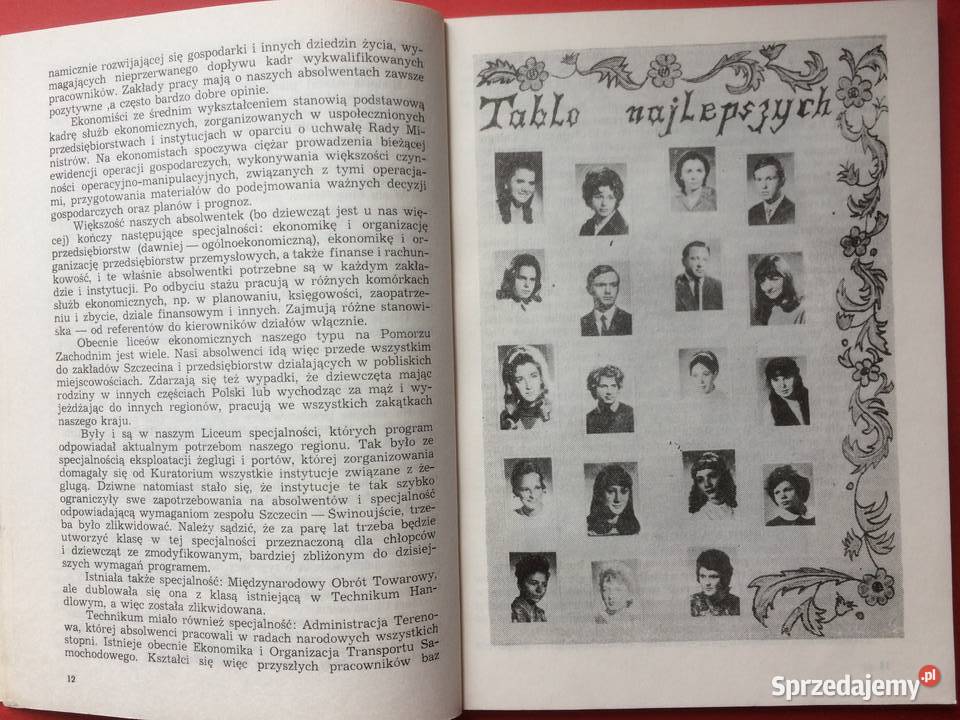 namicznie rozwijającej się gospodarki i innych dziedzin życia, wy-
magających nieprzerwanego dopływu kadr wykwalifikowanych
pracowników. Zakłady pracy mają o naszych absolwentach zawsze
pozytywne ,a często bardzo dobre opinie.
Ekonomiści ze średnim wykształceniem stanowią podstawową
kadrę służb ekonomicznych, zorganizowanych w uspołecznionych
przedsiębiorstwach i instytucjach w oparciu o uchwałę Rady Mi-
nistrów. Na ekonomistach spoczywa ciężar prowadzenia bieżącej
ewidencji operacji gospodarczych, wykonywania większości czyn-
ności operacyjno-manipulacyjnych, związanych z tymi operacja-
mi, przygotowania materiałów do podejmowania ważnych decyzji
gospodarczych oraz planów i prognoz.
Większość naszych absolwentek (bo dziewcząt jest u nas wię-
cej) kończy następujące specjalności: ekonomikę i organizację
przedsiębiorstw (dawniej — ogólnoekonomiczną), ekonomikę i or-
ganizację przedsiębiorstw przemysłowych, a także finanse i rachun-
kowość, i te właśnie absolwentki potrzebne są w każdym zakła-
dzie i instytucji. Po odbyciu stażu pracują w różnych komórkach
służb ekonomicznych, np. w planowaniu, księgowości, zaopatrze-
niu i zbycie, dziale finansowym i innych. Zajmują różne stanowi-
ska — od referentów do kierowników działów włącznie.
Obecnie liceów ekonomicznych naszego typu na Pomorzu
Zachodnim jest wiele. Nasi absolwenci idą więc przede wszystkim
do zakładów Szczecina i przedsiębiorstw działających w pobliskich
miejscowościach. Zdarzają się też wypadki, że dziewczęta mając
rodziny w innych częściach Polski lub wychodząc za mąż i wy-
jeżdżając do innych regionów, pracują we wszystkich zakątkach
naszego kraju.
Były i są w naszym Liceum specjalności, których program
odpowiadał aktualnym potrzebom naszego regionu. Tak było ze
specjalnością eksploatacji żeglugi i portów, której zorganizowania
domagały się od Kuratorium wszystkie instytucje związane z że-
glugą. Dziwne natomiast stało się, że instytucje te tak szybko
ograniczyły swe zapotrzebowania na absolwentów i specjalność
odpowiadającą wymaganiom zespołu Szczecin — Świnoujście, trze-
ba było zlikwidować. Należy sądzić, że za parę lat trzeba będzie
utworzyć klasę w tej specjalności przeznaczoną dla chłopców
i dziewcząt ze zmodyfikowanym, bardziej zbliżonym do dzisiej-
szych wymagań programem.
Istniała także specjalność: Międzynarodowy Obrót Towarowy,
ale dublowała się ona z klasą istniejącą w Technikum Han-
dlowym, a więc została zlikwidowana.
Technikum miało również specjalność: Administracja Tereno-
wa, której absolwenci pracowali w radach narodowych wszystkich
stopni. Istnieje obecnie Ekonomika i Organizacja Transportu Sa-
mochodowego. Kształci się więc przyszłych pracowników baz
12
Tablo najlepszych
Sprzedajemy.pl